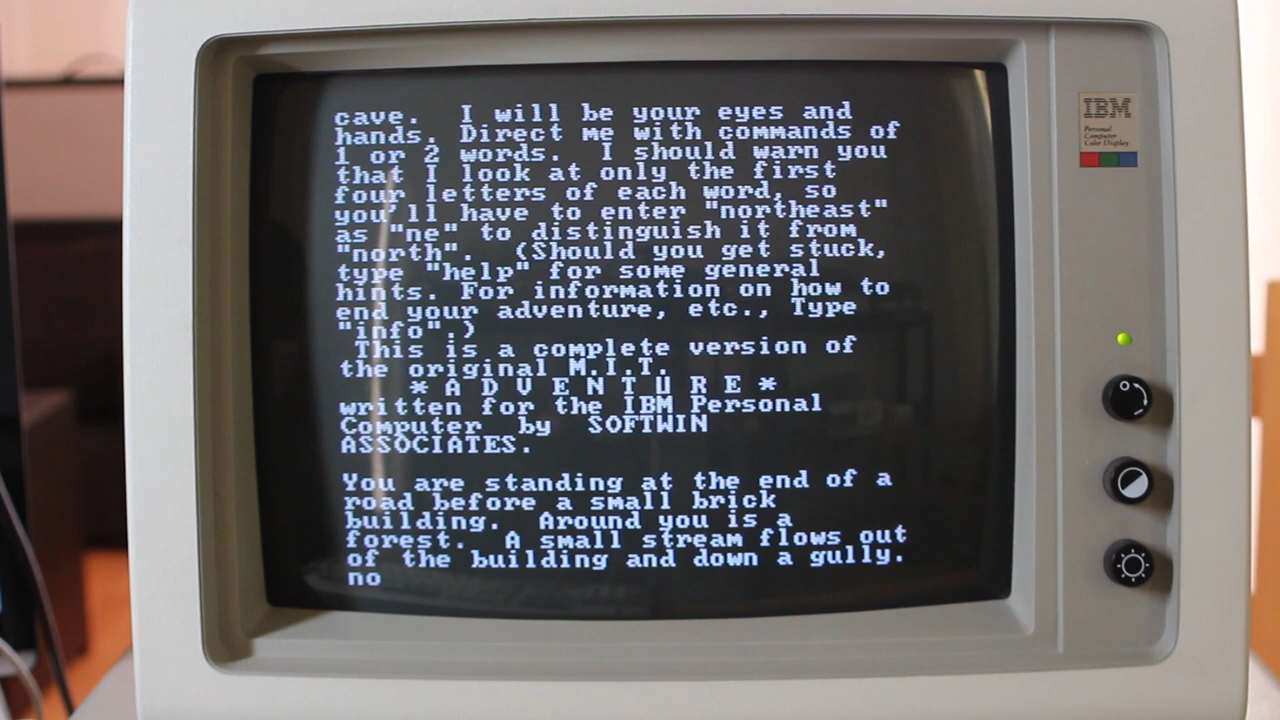 cave.  I will be your eyes and
hands. Direct me with commands of
1 or 2 words.  I should warn you
that I look at only the first
four letters of each word, so
you'll have to enter "northeast"
as "ne" to distinguish it from
"north".   (Should you get stuck,
type "help" for some general
hints. For information on how to
end your adventure, etc., Type
"info".)
This is a complete version of
the original M.I.T.
* A D V E N T U R E *
written for the IBM Personal
Computer  by  SOFTWIN
ASSOCIATES.
You are standing at the end of a
road before a small brick
building.  Around you is a
forest.  A small stream flows out
of the building and down a gully.
no
IBM
Personal
Computer
Color Display